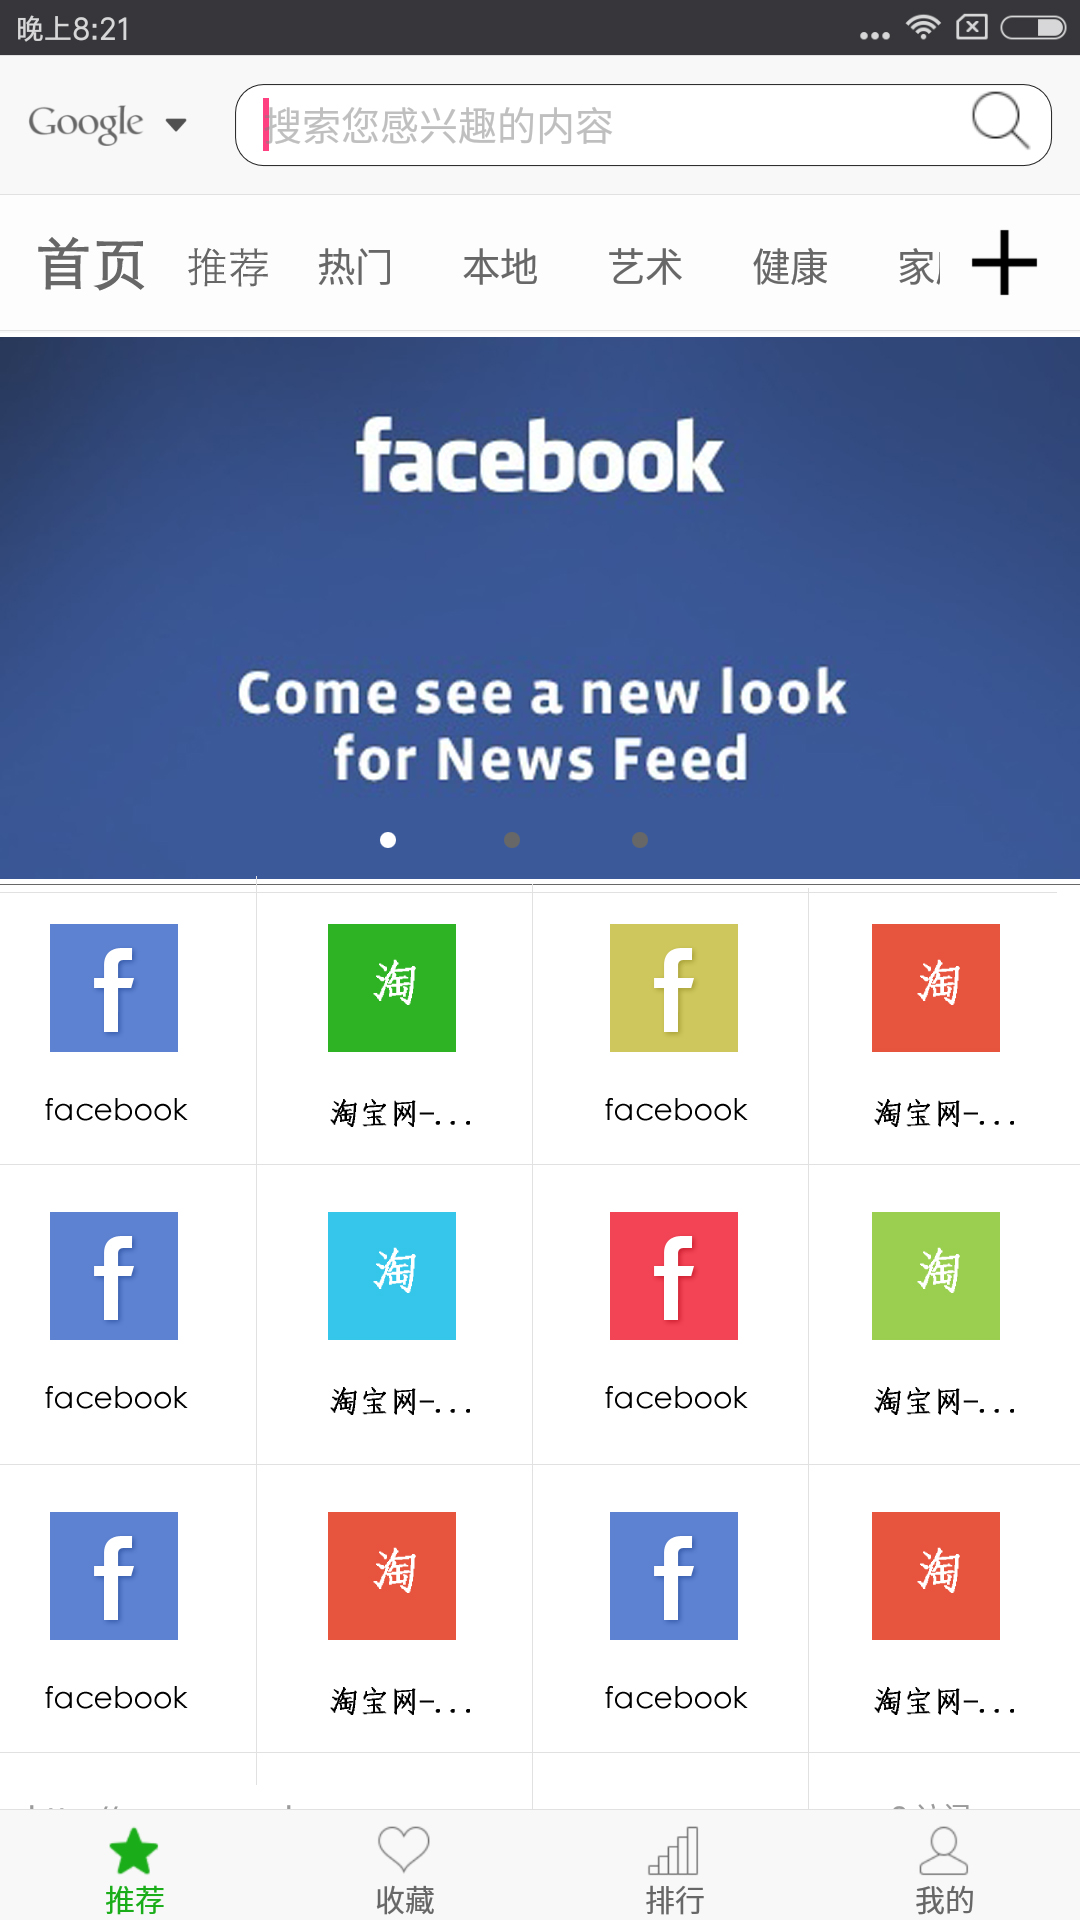 晚上8:21
Google
搜索您感兴趣的内容
首页 推荐 热门 本地 艺术 健康 家
facebook
Come see a new look
for News Feed
f 淘 f 淘
facebook 淘宝网-... facebook 淘宝网-...
f 淘 f 淘
facebook 淘宝网-... facebook 淘宝网-...
f 淘 f 淘
facebook 淘宝网-... facebook 淘宝网-...
推荐 收藏 排行 我的